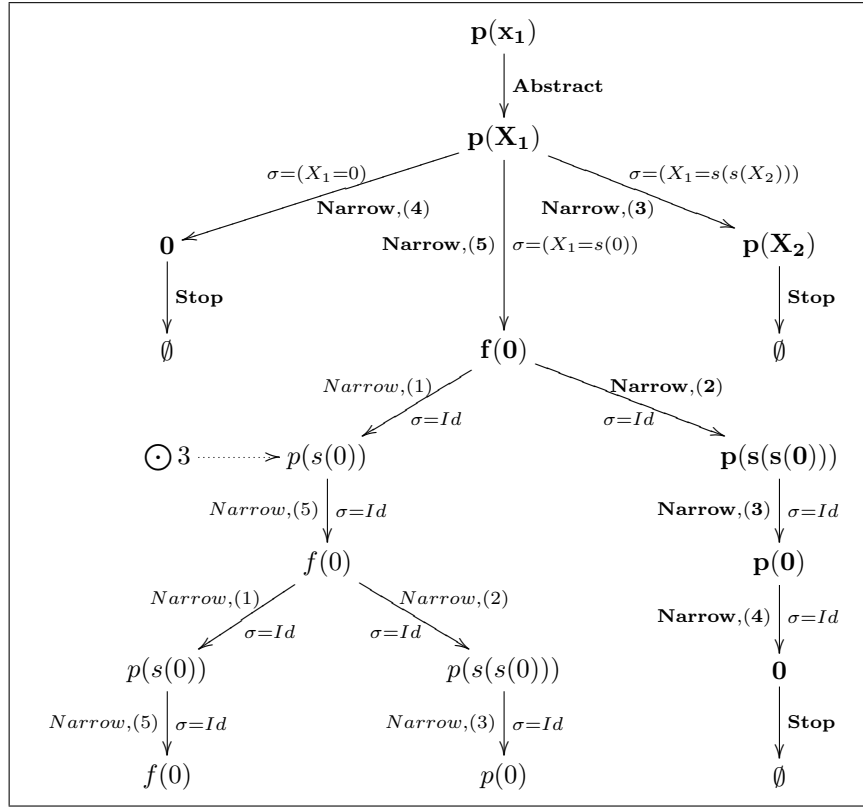 p(x₁)
Abstract
p(X₁)
σ=(X₁=0)
σ=(X₁=s(s(X₂)))
Narrow,(4)
Narrow,(3)
0
Narrow,(5) σ=(X₁=s(0))
p(X₂)
Stop
Stop
∅
f(0)
∅
Narrow,(1)
Narrow,(2)
σ=Id
σ=Id
⊙ 3
p(s(0))
p(s(s(0)))
Narrow,(5) σ=Id
Narrow,(3) σ=Id
f(0)
p(0)
Narrow,(1)
Narrow,(2)
Narrow,(4) σ=Id
σ=Id
σ=Id
p(s(0))
p(s(s(0)))
0
Narrow,(5) σ=Id
Narrow,(3) σ=Id
Stop
f(0)
p(0)
∅